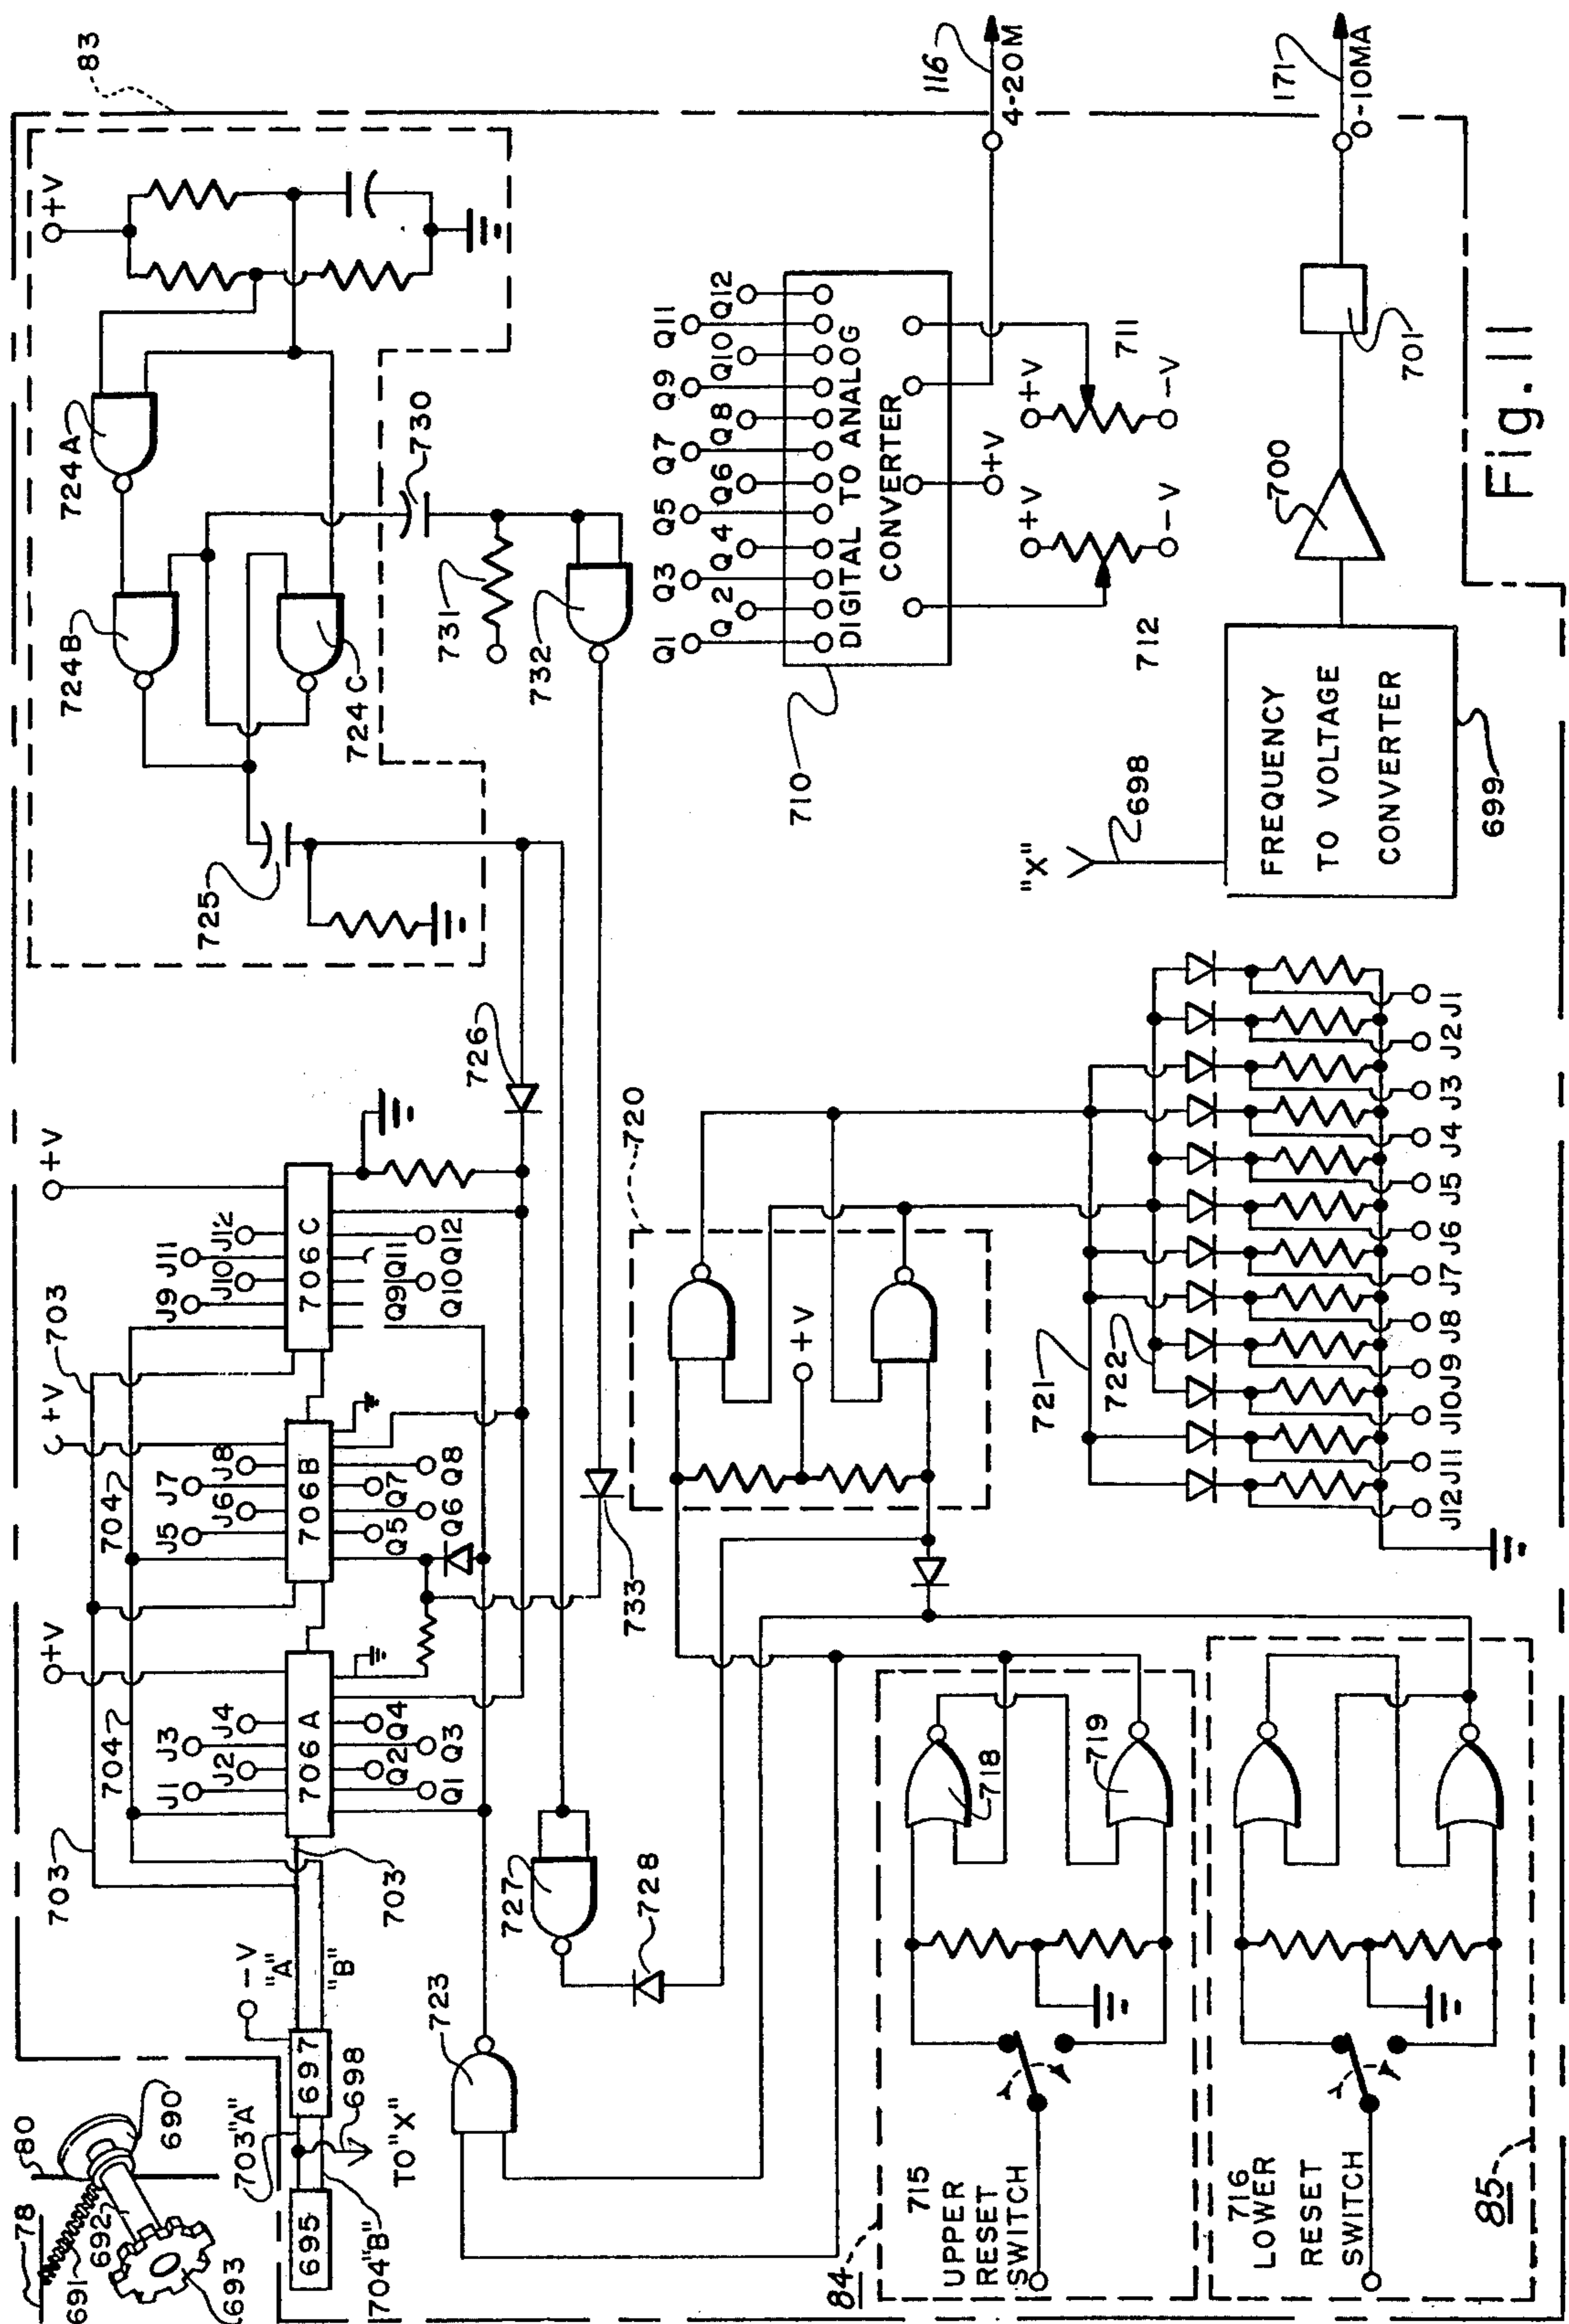 83
+V
724A
724B
724C
725
730
731
732
116
4-20M
171
0-10MA
Q1
Q2
Q3
Q4
Q5
Q6
Q7
Q8
Q9
Q10
Q11
Q12
DIGITAL TO ANALOG
CONVERTER
710
+V
+V
-V
711
+V
-V
712
"X"
698
FREQUENCY
TO VOLTAGE
CONVERTER
699
700
701
Fig.11
726
+V
703
+V
704
J9
J10
J11
J12
706C
Q9
Q10
Q11
Q12
J5
J6
J7
J8
706B
Q5
Q6
Q7
Q8
+V
704
J1
J2
J3
J4
706A
Q1
Q2
Q3
Q4
703
703
733
720
+V
721
722
J12
J11
J10
J9
J8
J7
J6
J5
J4
J3
J2
J1
727
728
723
-V
"A"
"B"
697
695
698
TO "X"
703"A"
704"B"
78
80
690
691
692
693
84
715
UPPER
RESET
SWITCH
718
719
716
LOWER
RESET
SWITCH
85